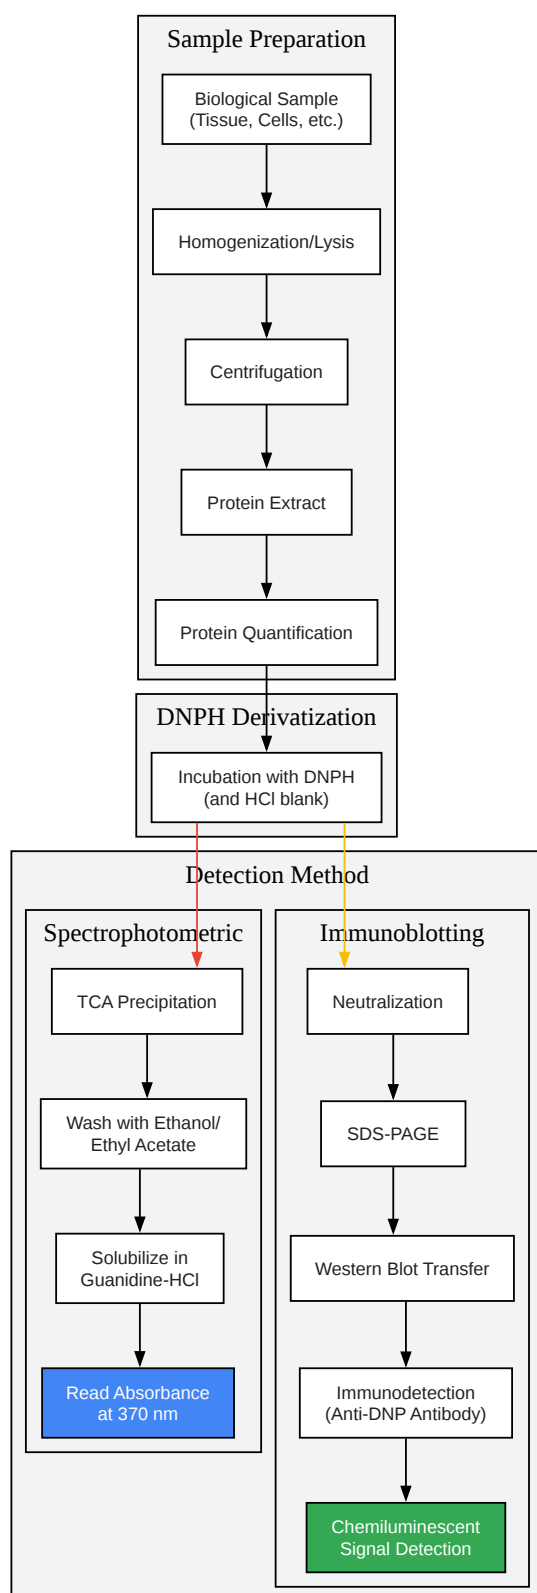 Sample Preparation
Biological Sample
(Tissue, Cells, etc.)
Homogenization/Lysis
Centrifugation
Protein Extract
Protein Quantification
DNPH Derivatization
Incubation with DNPH
(and HCl blank)
Detection Method
Spectrophotometric
TCA Precipitation
Wash with Ethanol/
Ethyl Acetate
Solubilize in
Guanidine-HCl
Read Absorbance
at 370 nm
Immunoblotting
Neutralization
SDS-PAGE
Western Blot Transfer
Immunodetection
(Anti-DNP Antibody)
Chemiluminescent
Signal Detection